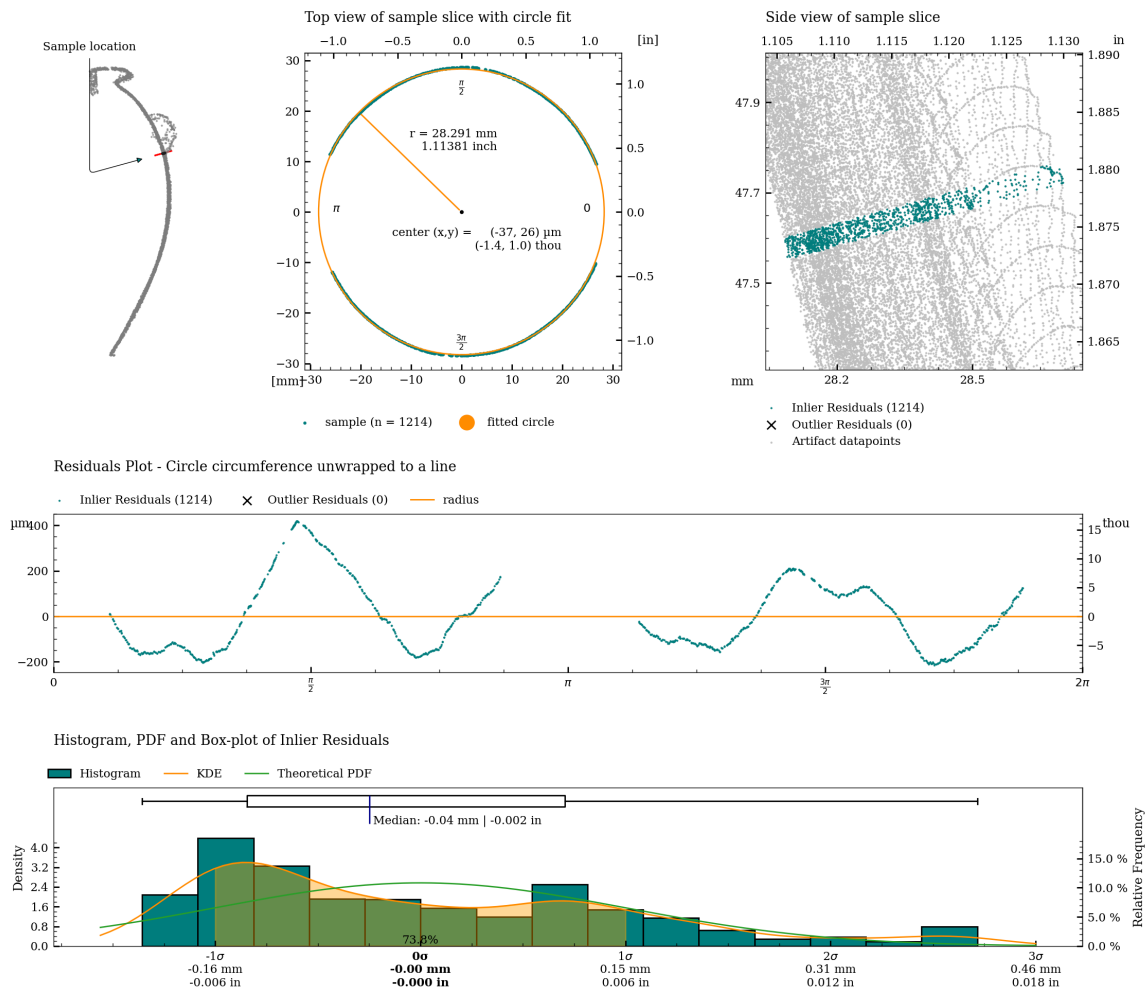 Sample location
Top view of sample slice with circle fit
−1.0 −0.5 0.0 0.5 1.0 [in]
30
20
10
0
−10
−20
−30
1.0
0.5
0.0
−0.5
−1.0
π/2
r = 28.291 mm
1.11381 inch
π
0
center (x,y) = (-37, 26) μm
(-1.4, 1.0) thou
3π/2
[mm] −30 −20 −10 0 10 20 30
sample (n = 1214) fitted circle
Side view of sample slice
1.105 1.110 1.115 1.120 1.125 1.130 in
47.9
47.7
47.5
1.890
1.885
1.880
1.875
1.870
1.865
mm 28.2 28.5
Inlier Residuals (1214)
Outlier Residuals (0)
Artifact datapoints
Residuals Plot - Circle circumference unwrapped to a line
Inlier Residuals (1214) Outlier Residuals (0) radius
μm
400
200
0
−200
thou
15
10
5
0
−5
0 π/2 π 3π/2 2π
Histogram, PDF and Box-plot of Inlier Residuals
Histogram KDE Theoretical PDF
Median: -0.04 mm | -0.002 in
Density
4.0
3.2
2.4
1.6
0.8
0.0
Relative Frequency
15.0 %
10.0 %
5.0 %
0.0 %
73.8%
-1σ 0σ 1σ 2σ 3σ
-0.16 mm -0.00 mm 0.15 mm 0.31 mm 0.46 mm
-0.006 in -0.000 in 0.006 in 0.012 in 0.018 in